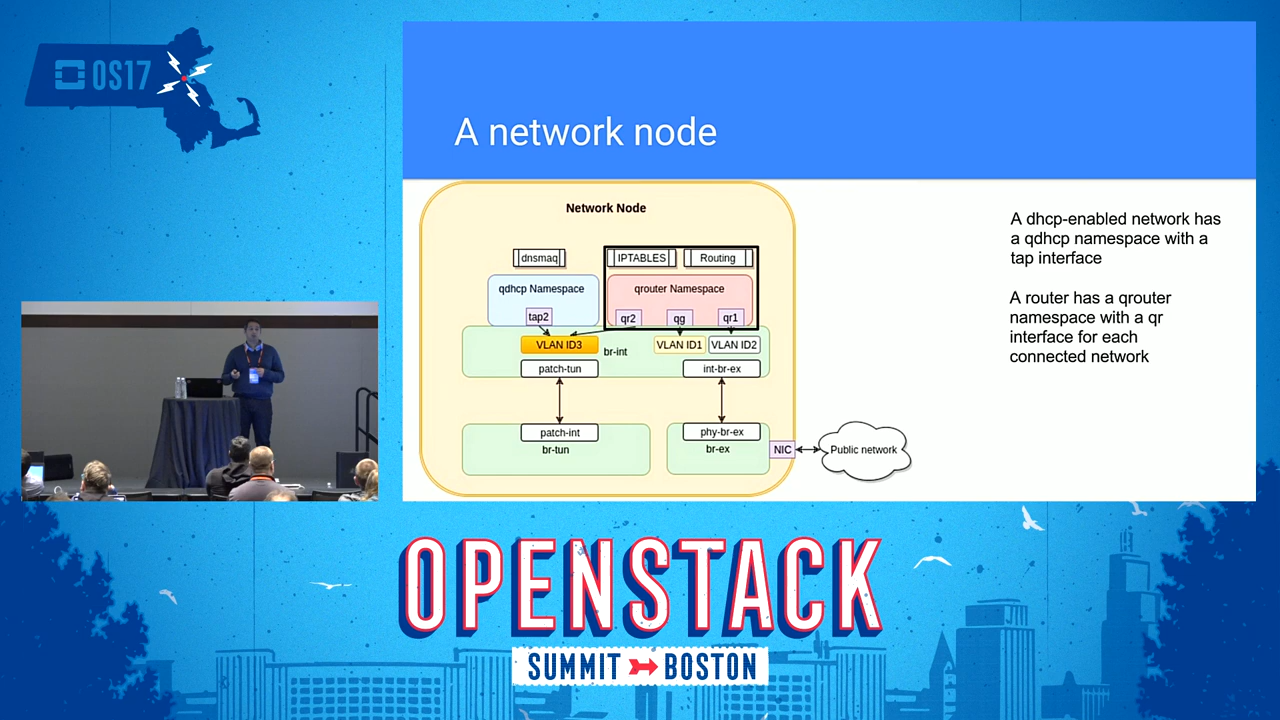 OS17
A network node
Network Node
dnsmaq
IPTABLES
Routing
qdhcp Namespace
qrouter Namespace
tap2
qr2
qg
qr1
VLAN ID3
br-int
VLAN ID1
VLAN ID2
patch-tun
int-br-ex
patch-int
br-tun
phy-br-ex
br-ex
NIC
Public network
A dhcp-enabled network has
a qdhcp namespace with a
tap interface
A router has a qrouter
namespace with a qr
interface for each
connected network
OPENSTACK
SUMMIT BOSTON